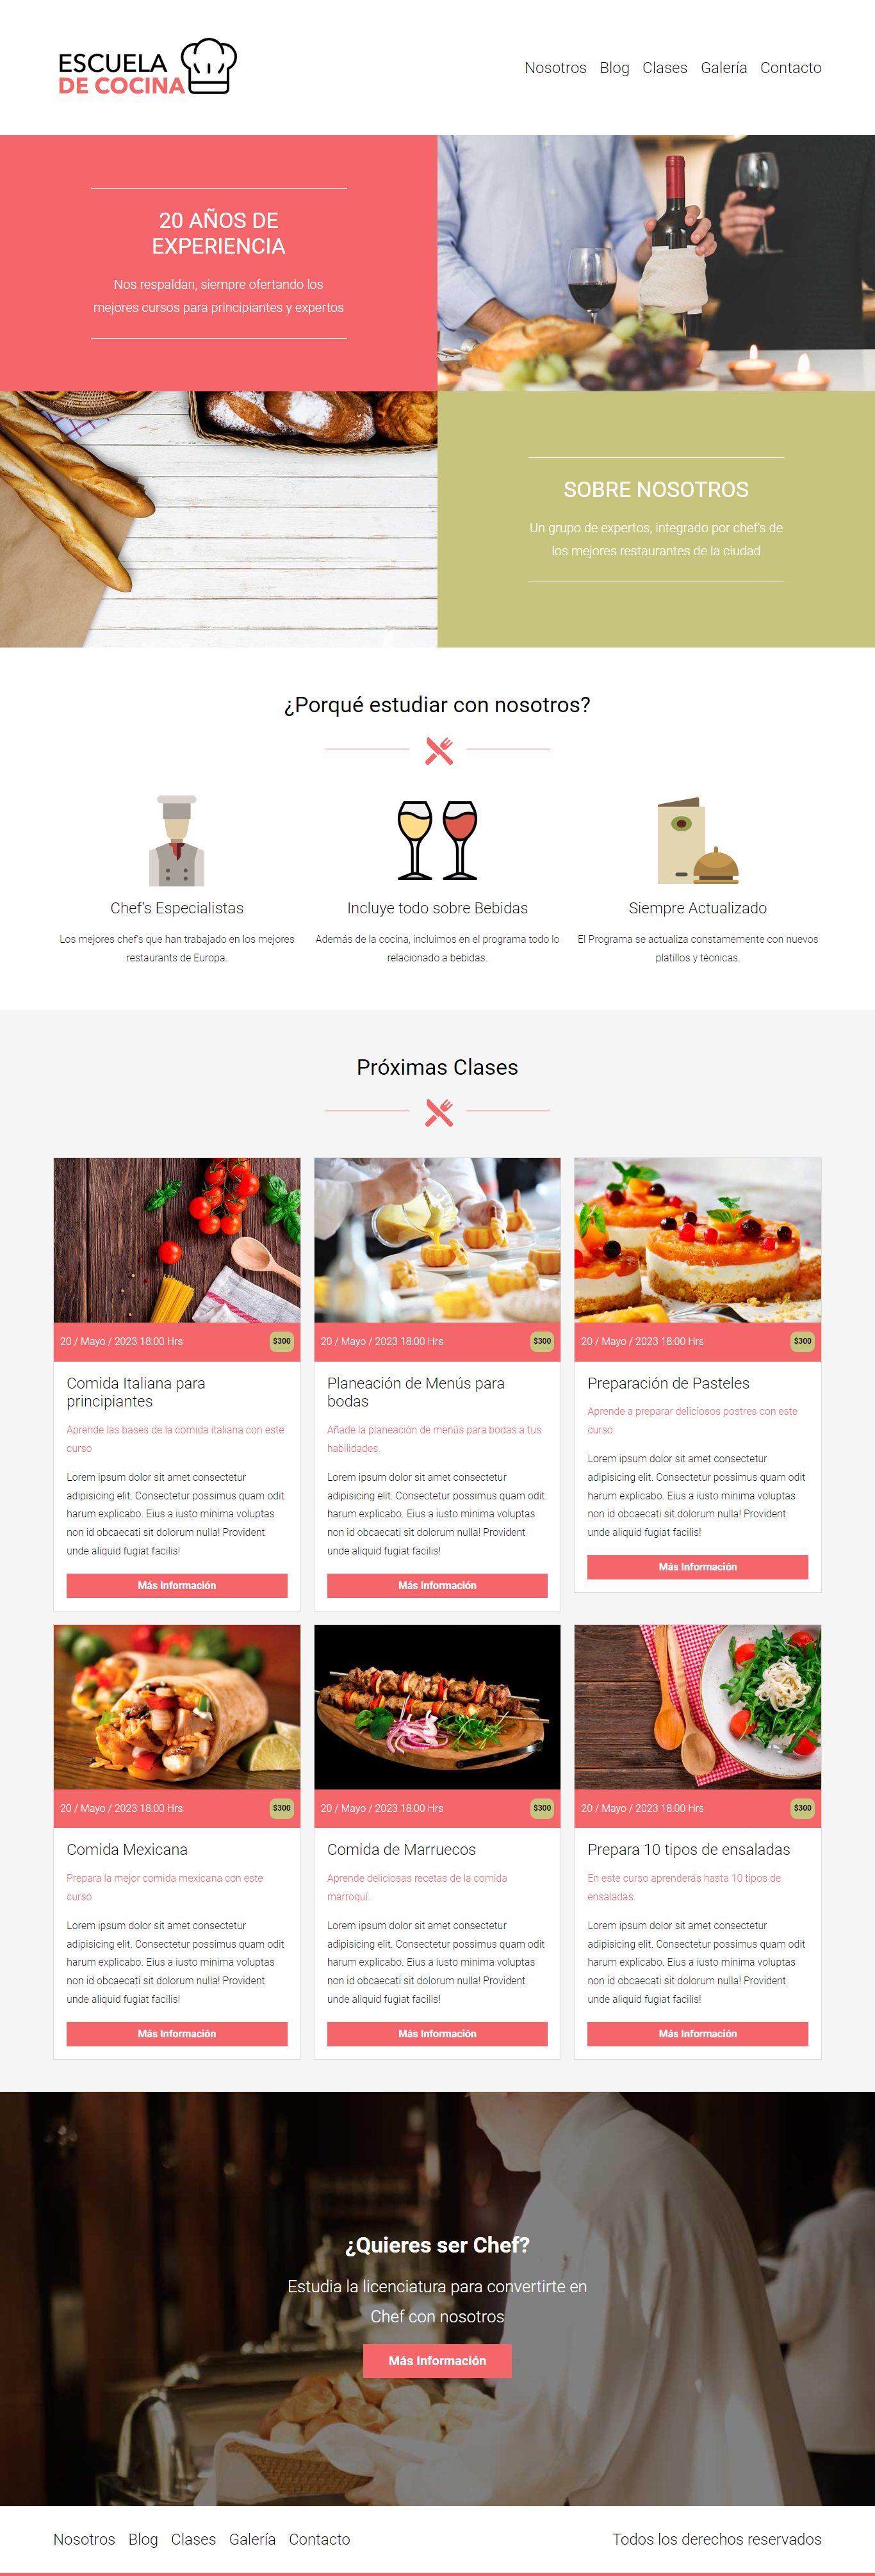 ESCUELA
DE COCINA
Nosotros Blog Clases Galería Contacto
20 AÑOS DE
EXPERIENCIA
Nos respaldan, siempre ofertando los
mejores cursos para principiantes y expertos
SOBRE NOSOTROS
Un grupo de expertos, integrado por chef's de
los mejores restaurantes de la ciudad
¿Porqué estudiar con nosotros?
Chef's Especialistas
Los mejores chef's que han trabajado en los mejores
restaurants de Europa.
Incluye todo sobre Bebidas
Además de la cocina, incluimos en el programa todo lo
relacionado a bebidas.
Siempre Actualizado
El Programa se actualiza constamemente con nuevos
platillos y técnicas.
Próximas Clases
20 / Mayo / 2023 18:00 Hrs $300
Comida Italiana para
principiantes
Aprende las bases de la comida italiana con este
curso
Lorem ipsum dolor sit amet consectetur
adipisicing elit. Consectetur possimus quam odit
harum explicabo. Eius a iusto minima voluptas
non id obcaecati sit dolorum nulla! Provident
unde aliquid fugiat facilis!
Más Información
20 / Mayo / 2023 18:00 Hrs $300
Planeación de Menús para
bodas
Añade la planeación de menús para bodas a tus
habilidades.
Lorem ipsum dolor sit amet consectetur
adipisicing elit. Consectetur possimus quam odit
harum explicabo. Eius a iusto minima voluptas
non id obcaecati sit dolorum nulla! Provident
unde aliquid fugiat facilis!
Más Información
20 / Mayo / 2023 18:00 Hrs $300
Preparación de Pasteles
Aprende a preparar deliciosos postres con este
curso.
Lorem ipsum dolor sit amet consectetur
adipisicing elit. Consectetur possimus quam odit
harum explicabo. Eius a iusto minima voluptas
non id obcaecati sit dolorum nulla! Provident
unde aliquid fugiat facilis!
Más Información
20 / Mayo / 2023 18:00 Hrs $300
Comida Mexicana
Prepara la mejor comida mexicana con este
curso
Lorem ipsum dolor sit amet consectetur
adipisicing elit. Consectetur possimus quam odit
harum explicabo. Eius a iusto minima voluptas
non id obcaecati sit dolorum nulla! Provident
unde aliquid fugiat facilis!
Más Información
20 / Mayo / 2023 18:00 Hrs $300
Comida de Marruecos
Aprende deliciosas recetas de la comida
marroquí.
Lorem ipsum dolor sit amet consectetur
adipisicing elit. Consectetur possimus quam odit
harum explicabo. Eius a iusto minima voluptas
non id obcaecati sit dolorum nulla! Provident
unde aliquid fugiat facilis!
Más Información
20 / Mayo / 2023 18:00 Hrs $300
Prepara 10 tipos de ensaladas
En este curso aprenderás hasta 10 tipos de
ensaladas.
Lorem ipsum dolor sit amet consectetur
adipisicing elit. Consectetur possimus quam odit
harum explicabo. Eius a iusto minima voluptas
non id obcaecati sit dolorum nulla! Provident
unde aliquid fugiat facilis!
Más Información
¿Quieres ser Chef?
Estudia la licenciatura para convertirte en
Chef con nosotros
Más Información
Nosotros Blog Clases Galería Contacto
Todos los derechos reservados